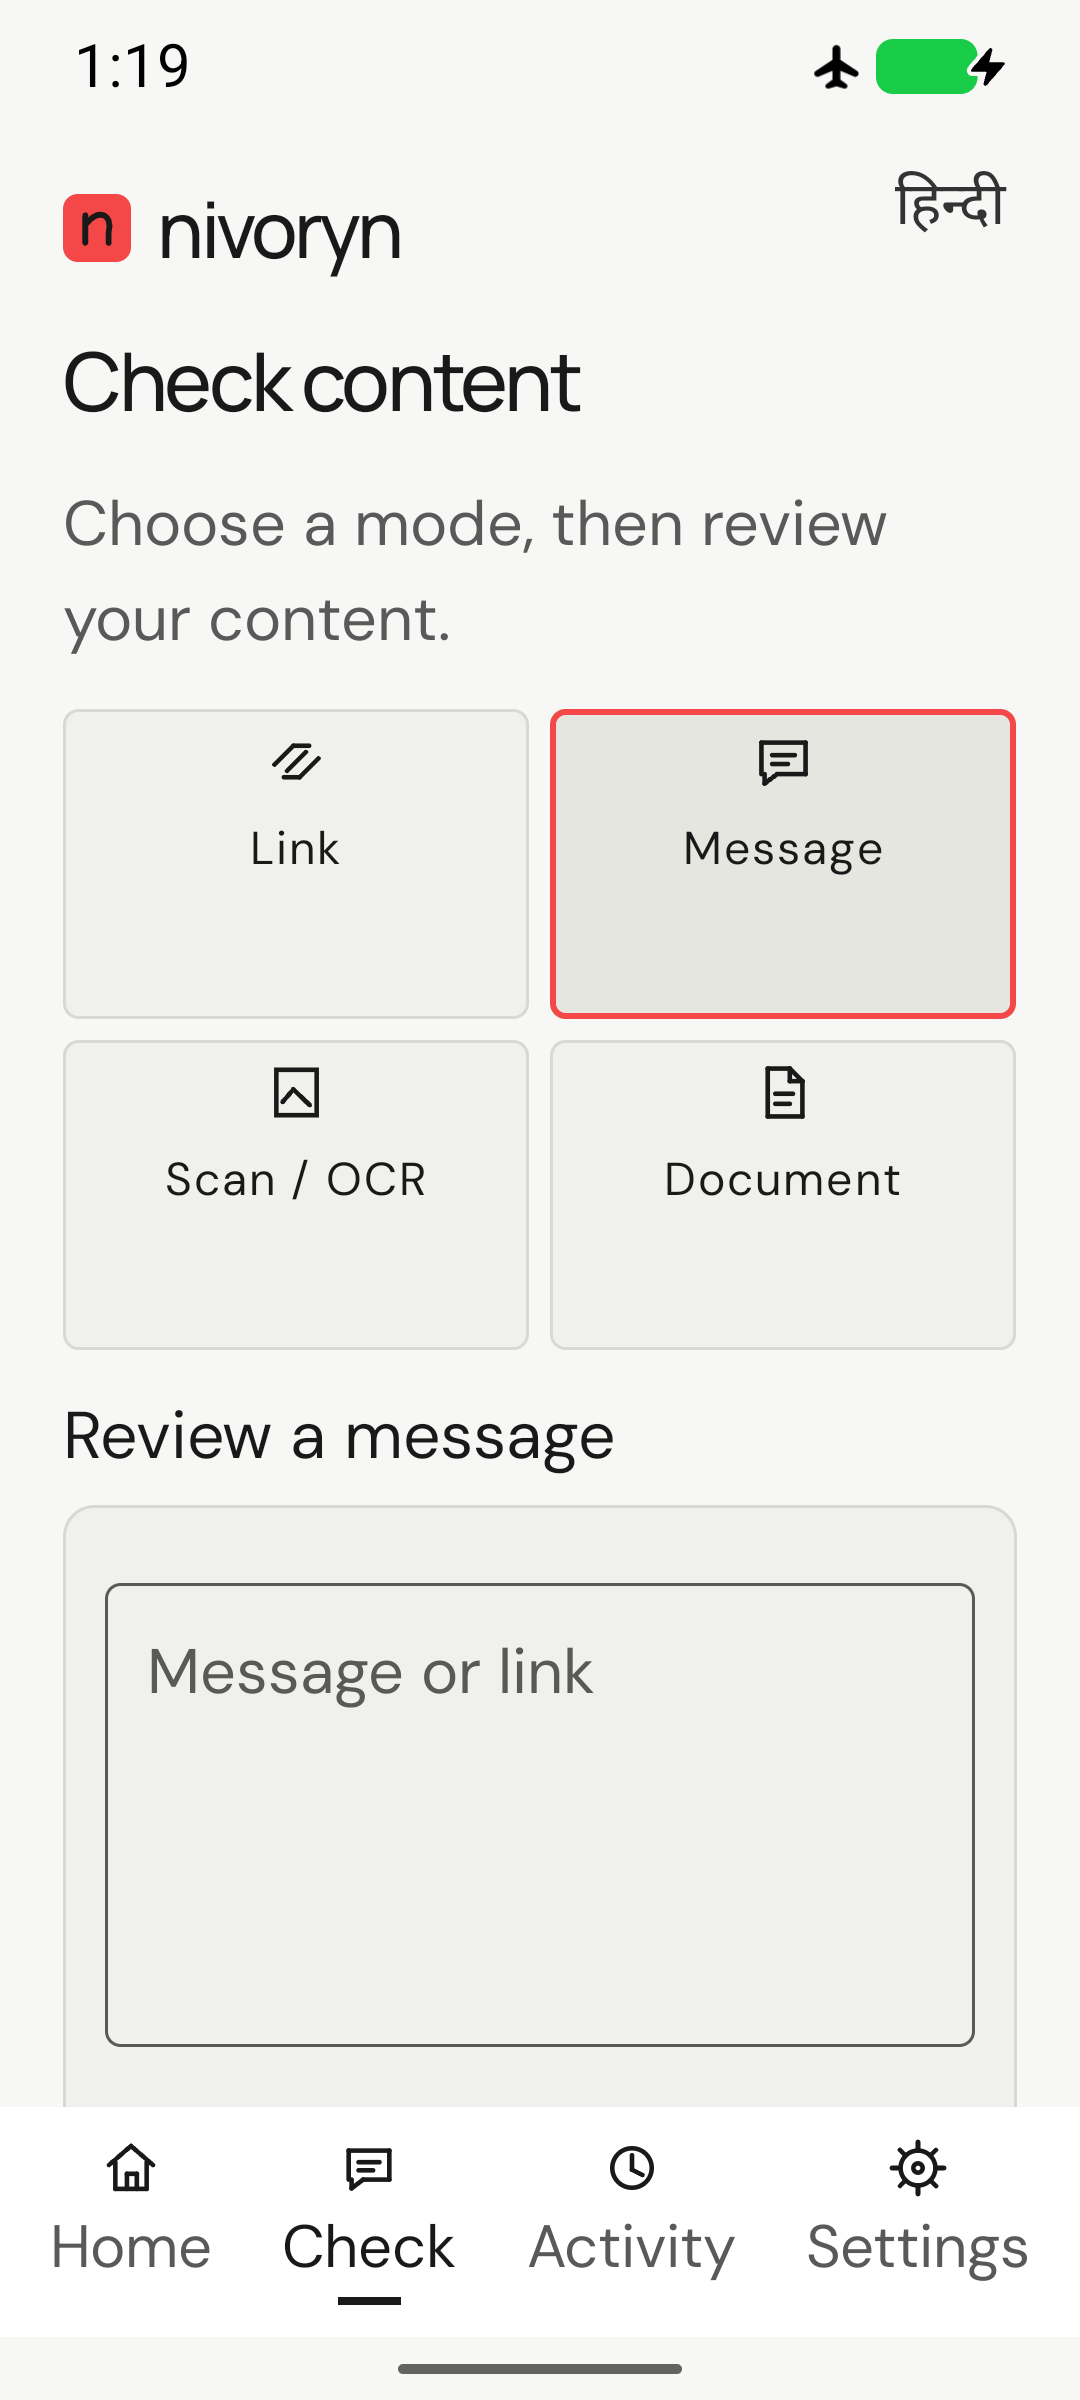 1:19
n nivoryn
हिन्दी
Check content
Choose a mode, then review
your content.
Link
Message
Scan / OCR
Document
Review a message
Message or link
Home
Check
Activity
Settings